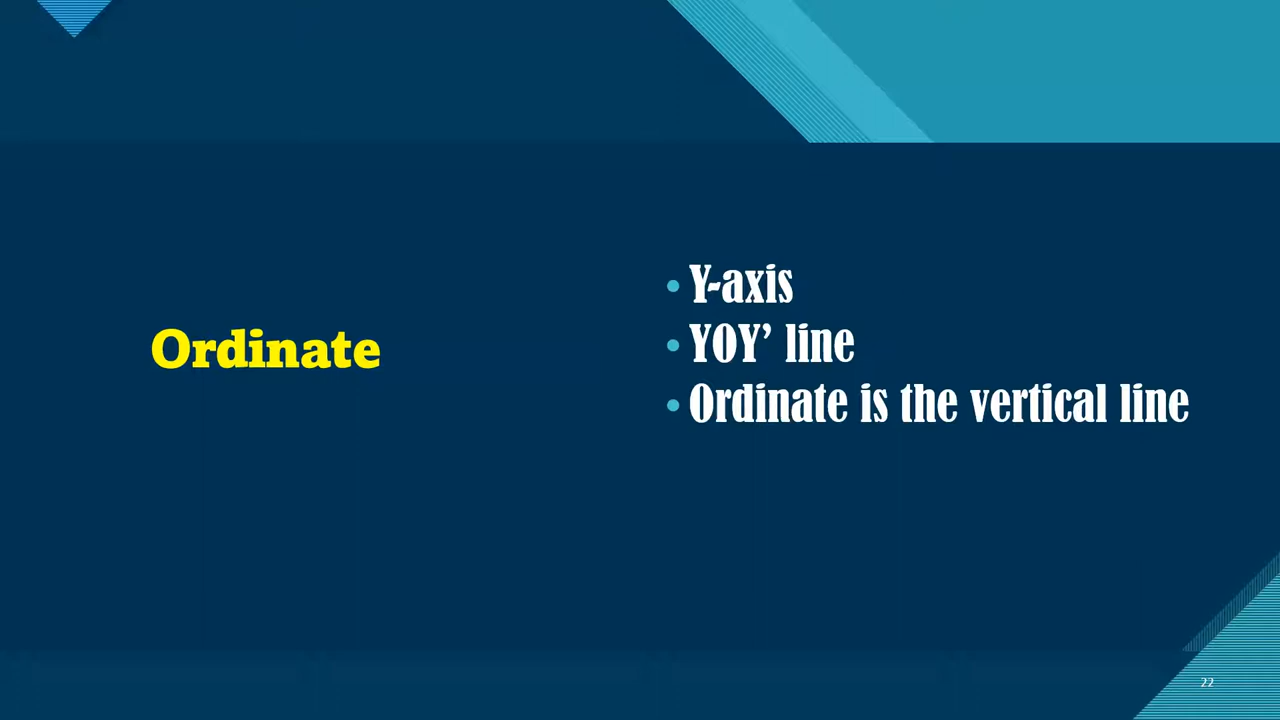 Ordinate
• Y-axis
• YOY’ line
• Ordinate is the vertical line
22